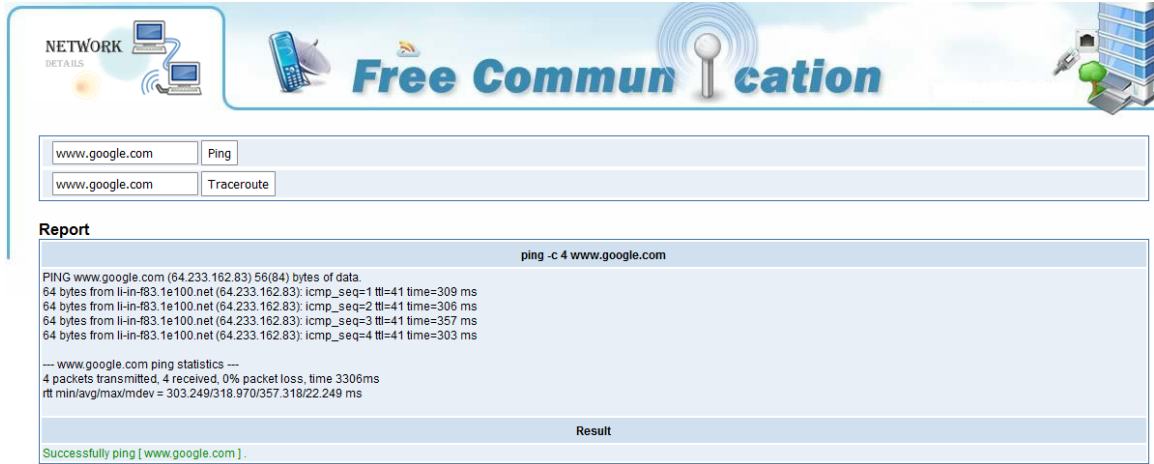 NETWORK
DETAILS
Free Communication
www.google.com Ping
www.google.com Traceroute
Report
ping -c 4 www.google.com
PING www.google.com (64.233.162.83) 56(84) bytes of data.
64 bytes from li-in-f83.1e100.net (64.233.162.83): icmp_seq=1 ttl=41 time=309 ms
64 bytes from li-in-f83.1e100.net (64.233.162.83): icmp_seq=2 ttl=41 time=306 ms
64 bytes from li-in-f83.1e100.net (64.233.162.83): icmp_seq=3 ttl=41 time=357 ms
64 bytes from li-in-f83.1e100.net (64.233.162.83): icmp_seq=4 ttl=41 time=303 ms
--- www.google.com ping statistics ---
4 packets transmitted, 4 received, 0% packet loss, time 3306ms
rtt min/avg/max/mdev = 303.249/318.970/357.318/22.249 ms
Result
Successfully ping [ www.google.com ] .